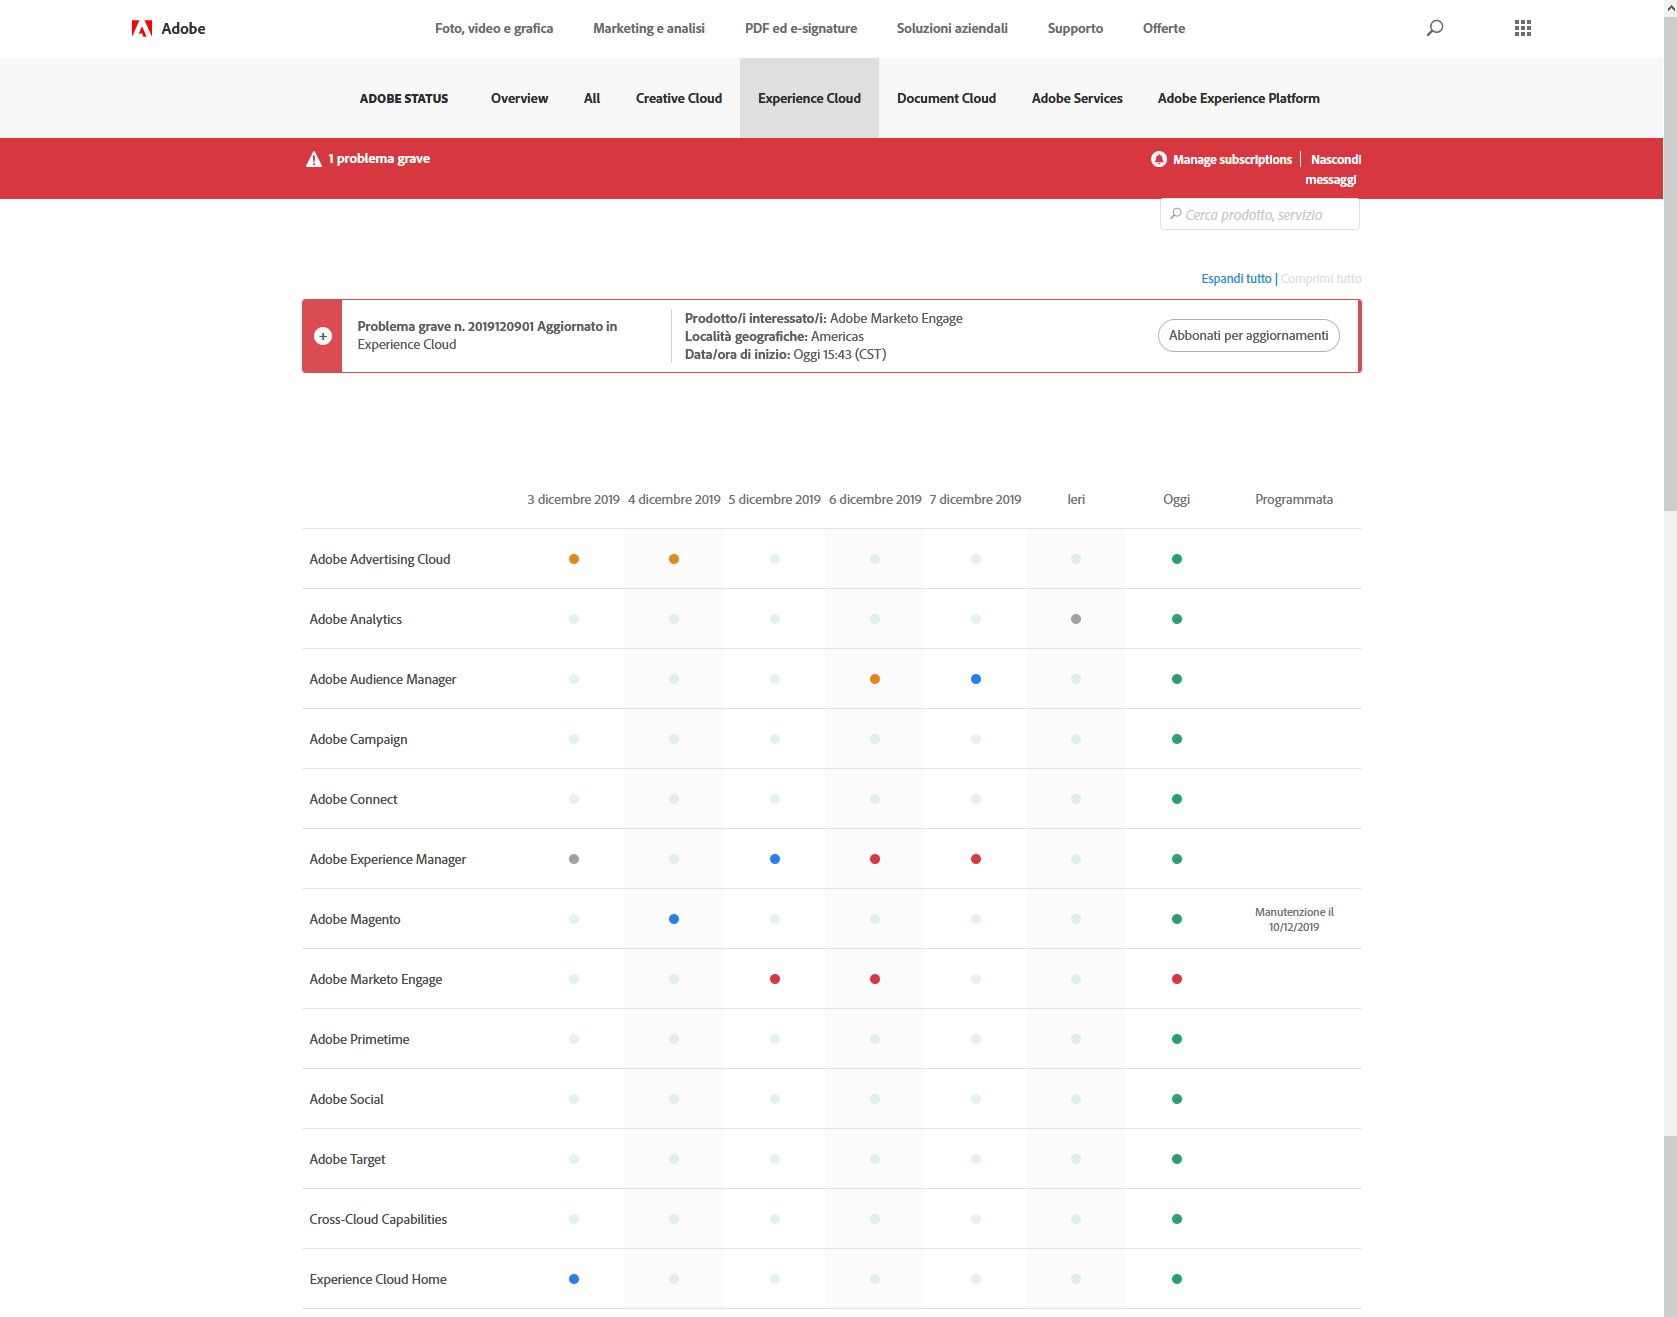 Adobe
Foto, video e grafica
Marketing e analisi
PDF ed e-signature
Soluzioni aziendali
Supporto
Offerte
ADOBE STATUS
Overview
All
Creative Cloud
Experience Cloud
Document Cloud
Adobe Services
Adobe Experience Platform
1 problema grave
Manage subscriptions | Nascondi
messaggi
Cerca prodotto, servizio
Espandi tutto | Comprimi tutto
Problema grave n. 2019120901 Aggiornato in
Experience Cloud
Prodotto/i interessato/i: Adobe Marketo Engage
Località geografiche: Americas
Data/ora di inizio: Oggi 15:43 (CST)
Abbonati per aggiornamenti
3 dicembre 2019 4 dicembre 2019 5 dicembre 2019 6 dicembre 2019 7 dicembre 2019 Ieri Oggi Programmata
Adobe Advertising Cloud
Adobe Analytics
Adobe Audience Manager
Adobe Campaign
Adobe Connect
Adobe Experience Manager
Adobe Magento
Manutenzione il
10/12/2019
Adobe Marketo Engage
Adobe Primetime
Adobe Social
Adobe Target
Cross-Cloud Capabilities
Experience Cloud Home